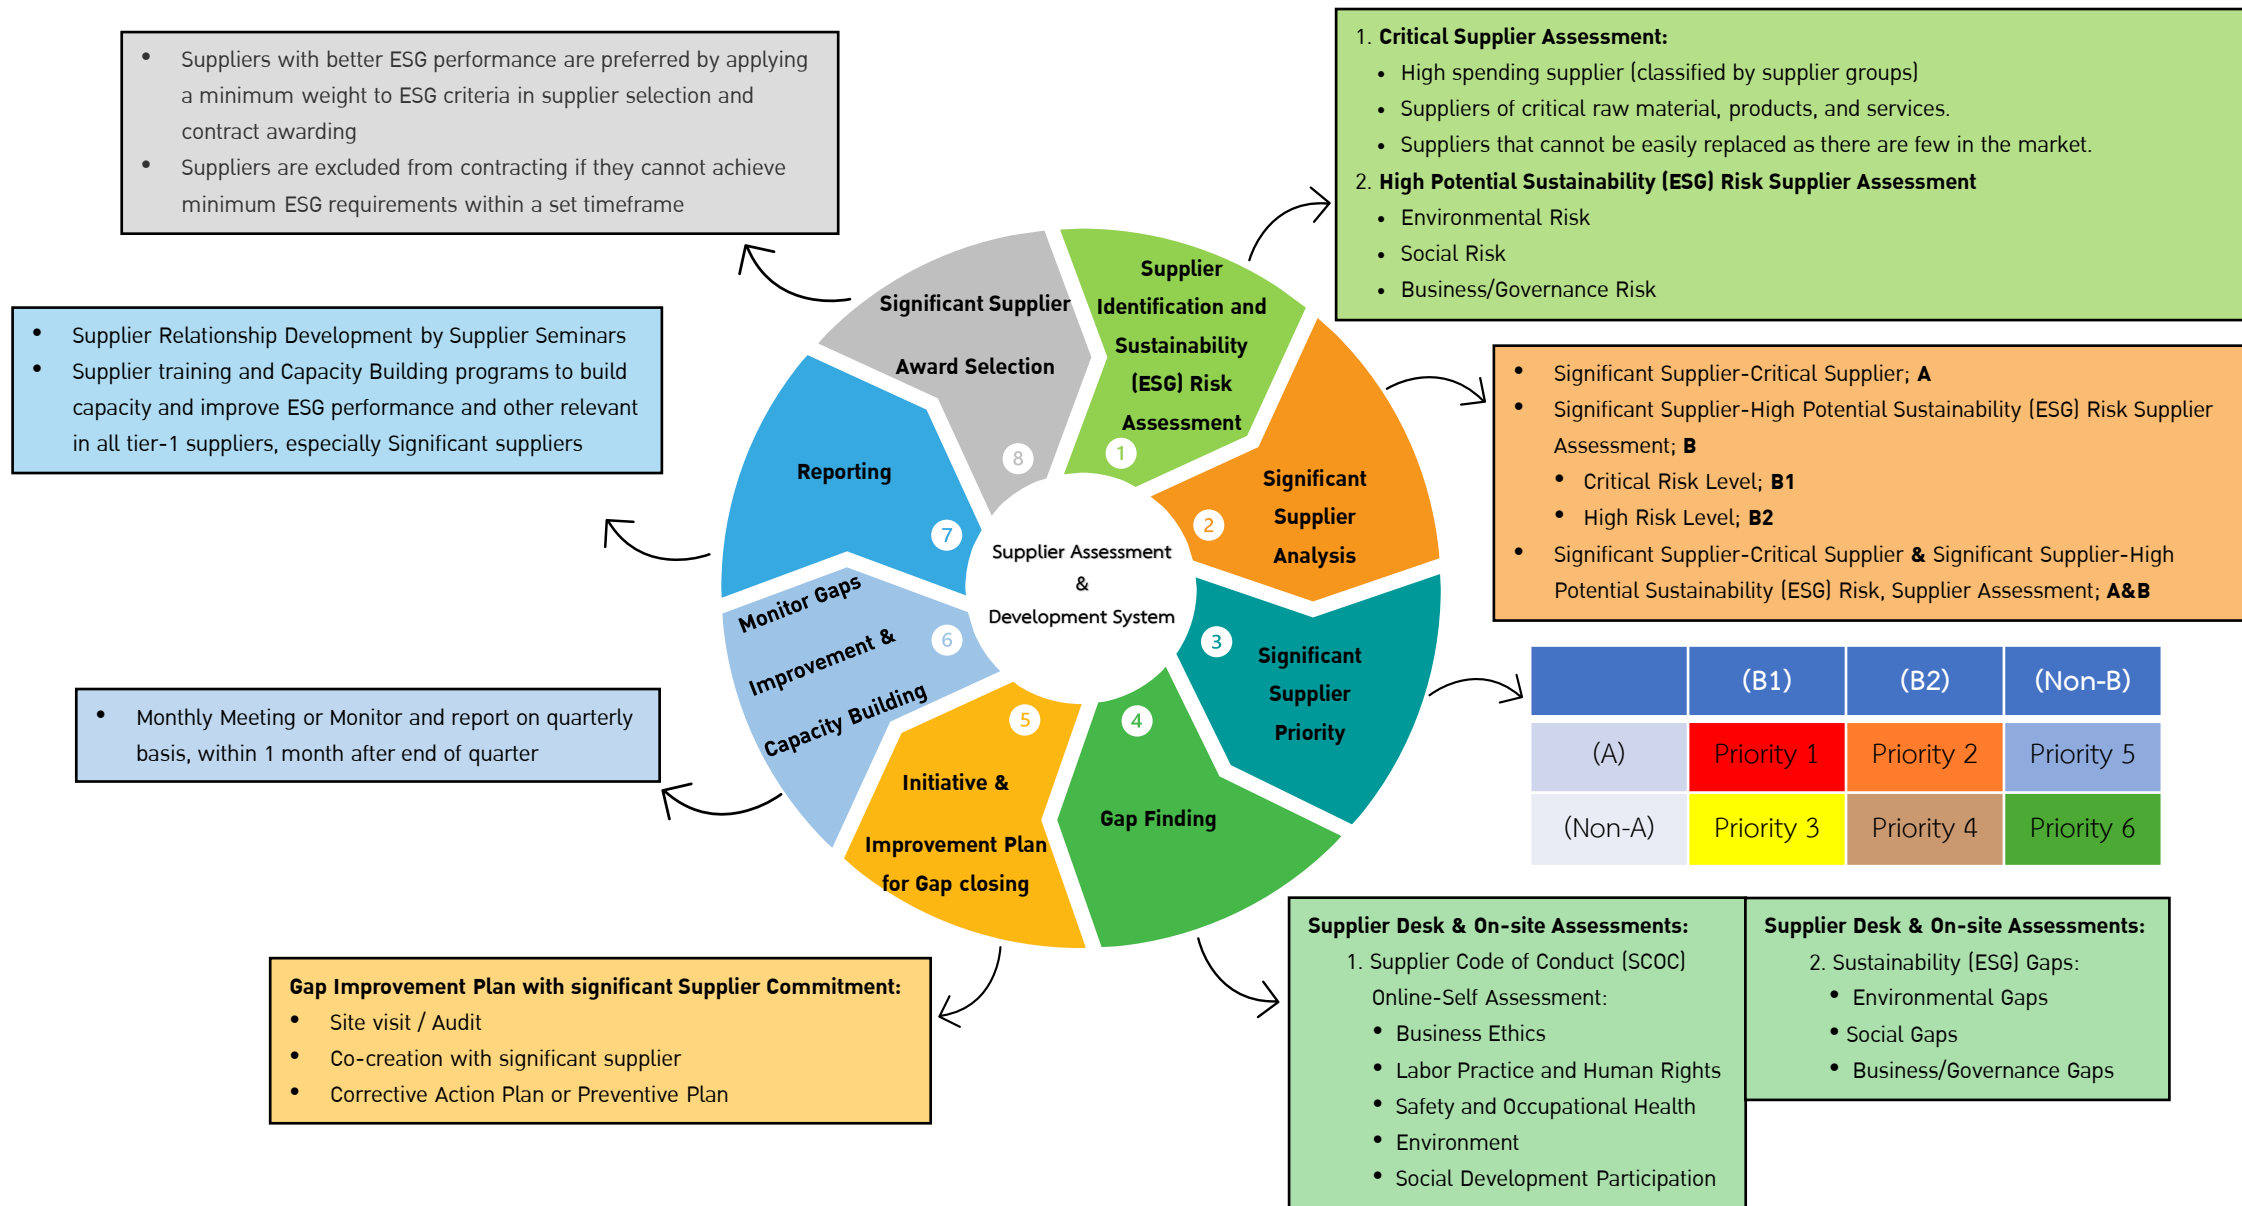 • Suppliers with better ESG performance are preferred by applying
a minimum weight to ESG criteria in supplier selection and
contract awarding
• Suppliers are excluded from contracting if they cannot achieve
minimum ESG requirements within a set timeframe
1. Critical Supplier Assessment:
• High spending supplier (classified by supplier groups)
• Suppliers of critical raw material, products, and services.
• Suppliers that cannot be easily replaced as there are few in the market.
2. High Potential Sustainability (ESG) Risk Supplier Assessment
• Environmental Risk
• Social Risk
• Business/Governance Risk
• Supplier Relationship Development by Supplier Seminars
• Supplier training and Capacity Building programs to build
capacity and improve ESG performance and other relevant
in all tier-1 suppliers, especially Significant suppliers
• Significant Supplier-Critical Supplier; A
• Significant Supplier-High Potential Sustainability (ESG) Risk Supplier
Assessment; B
• Critical Risk Level; B1
• High Risk Level; B2
• Significant Supplier-Critical Supplier & Significant Supplier-High
Potential Sustainability (ESG) Risk, Supplier Assessment; A&B
Supplier
Identification and
Sustainability
(ESG) Risk
Assessment
1
Significant
Supplier
Analysis
2
Significant
Supplier
Priority
3
Gap Finding
4
Initiative &
Improvement Plan
for Gap closing
5
Monitor Gaps
Improvement &
Capacity Building
6
Reporting
7
Significant Supplier
Award Selection
8
Supplier Assessment
&
Development System
• Monthly Meeting or Monitor and report on quarterly
basis, within 1 month after end of quarter
(B1) (B2) (Non-B)
(A) Priority 1 Priority 2 Priority 5
(Non-A) Priority 3 Priority 4 Priority 6
Gap Improvement Plan with significant Supplier Commitment:
• Site visit / Audit
• Co-creation with significant supplier
• Corrective Action Plan or Preventive Plan
Supplier Desk & On-site Assessments:
1. Supplier Code of Conduct (SCOC)
Online-Self Assessment:
• Business Ethics
• Labor Practice and Human Rights
• Safety and Occupational Health
• Environment
• Social Development Participation
Supplier Desk & On-site Assessments:
2. Sustainability (ESG) Gaps:
• Environmental Gaps
• Social Gaps
• Business/Governance Gaps